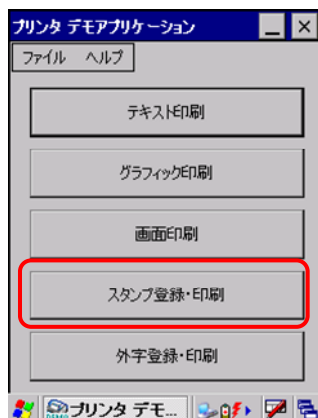 プリンタ デモアプリケーション
ファイル ヘルプ
テキスト印刷
グラフィック印刷
画面印刷
スタンプ登録・印刷
外字登録・印刷
プリンタ デモ...